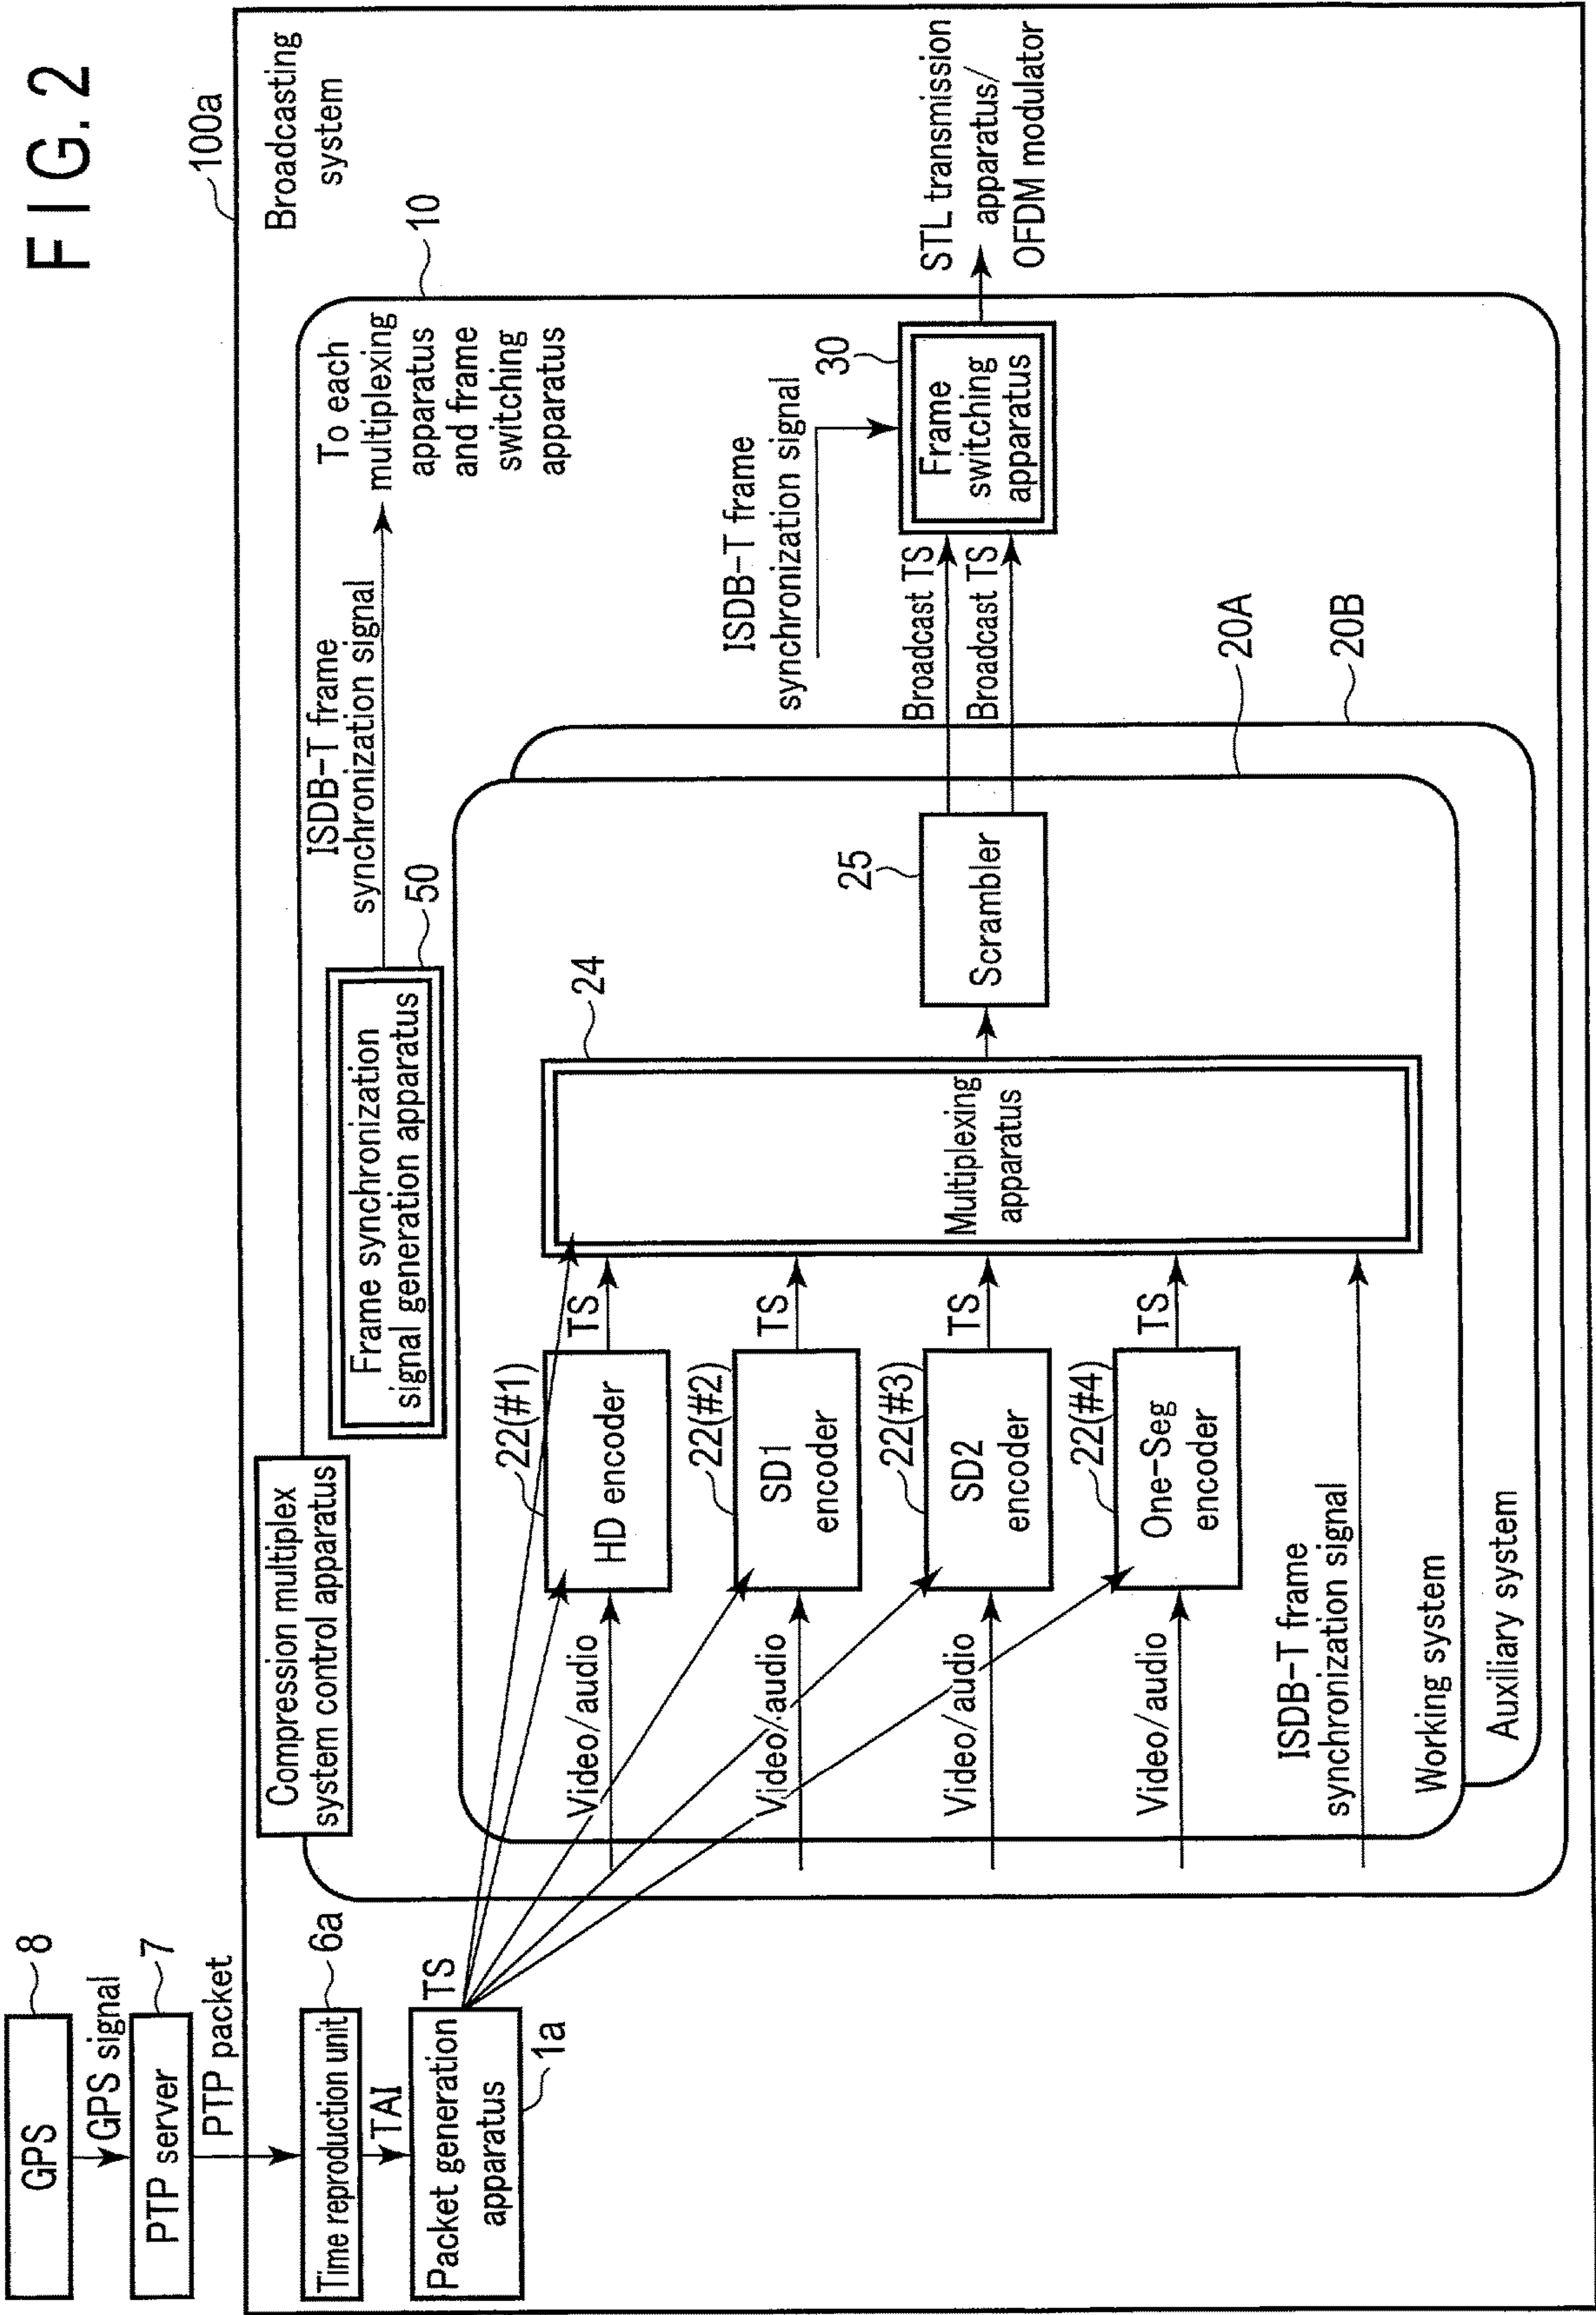 FIG. 2
100a
Broadcasting
system
GPS
8
GPS signal
PTP server
7
PTP packet
Time reproduction unit
6a
TAI
Packet generation
apparatus
1a
TS
10
Compression multiplex
system control apparatus
Frame synchronization
signal generation apparatus
50
ISDB-T frame
synchronization signal
To each
multiplexing
apparatus
and frame
switching
apparatus
22(#1)
Video/audio
HD encoder
TS
22(#2)
Video/audio
SD1
encoder
TS
22(#3)
Video/audio
SD2
encoder
TS
22(#4)
Video/audio
One-Seg
encoder
TS
ISDB-T frame
synchronization signal
24
Multiplexing
apparatus
25
Scrambler
Working system
20A
Auxiliary system
20B
Broadcast TS
Broadcast TS
ISDB-T frame
synchronization signal
30
Frame
switching
apparatus
STL transmission
apparatus/
OFDM modulator